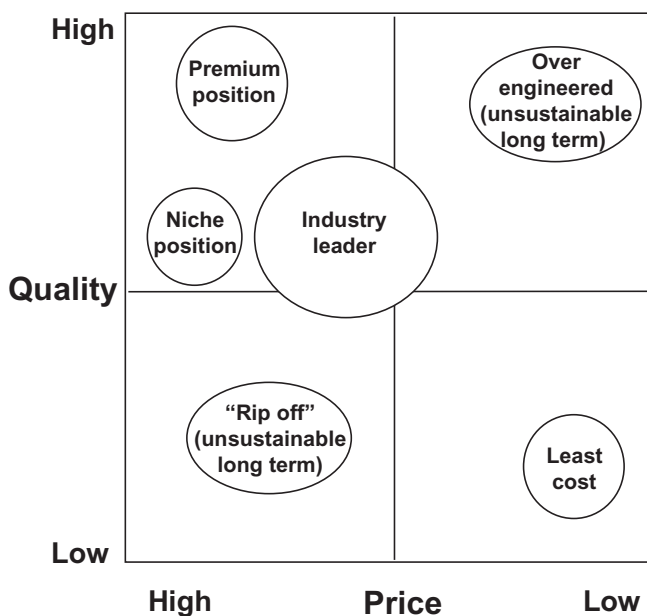 High
Premium
position
Over
engineered
(unsustainable
long term)
Niche
position
Industry
leader
Quality
“Rip off”
(unsustainable
long term)
Least
cost
Low
High
Price
Low